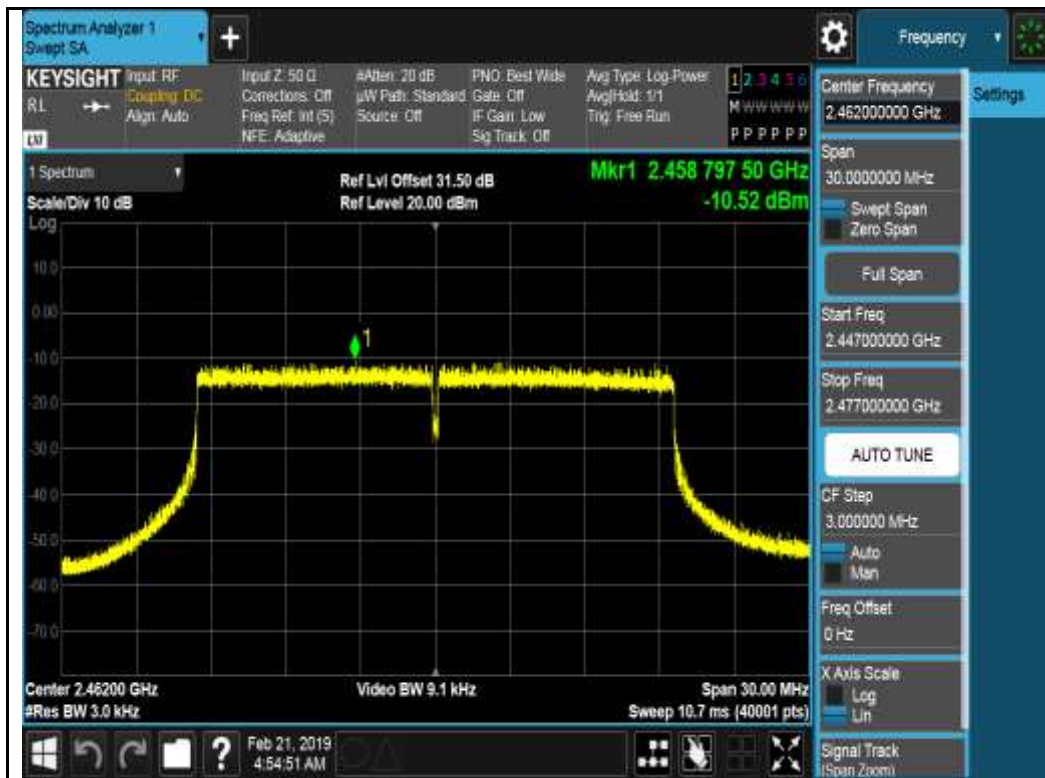 Spectrum Analyzer 1
Swept SA
+
Frequency
KEYSIGHT
RL
LW
Input: RF
Coupling: DC
Align: Auto
Input Z: 50 Ω
Corrections: Off
Freq Ref: Int (S)
NFE: Adaptive
#Atten: 20 dB
µW Path: Standard
Source: Off
PNO: Best Wide
Gate: Off
IF Gain: Low
Sig Track: Off
Avg Type: Log-Power
Avg|Hold: 1/1
Trig: Free Run
1 2 3 4 5 6
M W W W W W
P P P P P P
1 Spectrum
Scale/Div 10 dB
Log
Ref Lvl Offset 31.50 dB
Ref Level 20.00 dBm
Mkr1 2.458 797 50 GHz
-10.52 dBm
10.0
0.00
-10.0
-20.0
-30.0
-40.0
-50.0
-60.0
-70.0
1
Center 2.46200 GHz
#Res BW 3.0 kHz
Video BW 9.1 kHz
Span 30.00 MHz
Sweep 10.7 ms (40001 pts)
?
Feb 21, 2019
4:54:51 AM
Center Frequency
2.462000000 GHz
Settings
Span
30.0000000 MHz
Swept Span
Zero Span
Full Span
Start Freq
2.447000000 GHz
Stop Freq
2.477000000 GHz
AUTO TUNE
CF Step
3.000000 MHz
Auto
Man
Freq Offset
0 Hz
X Axis Scale
Log
Lin
Signal Track
(Span Zoom)